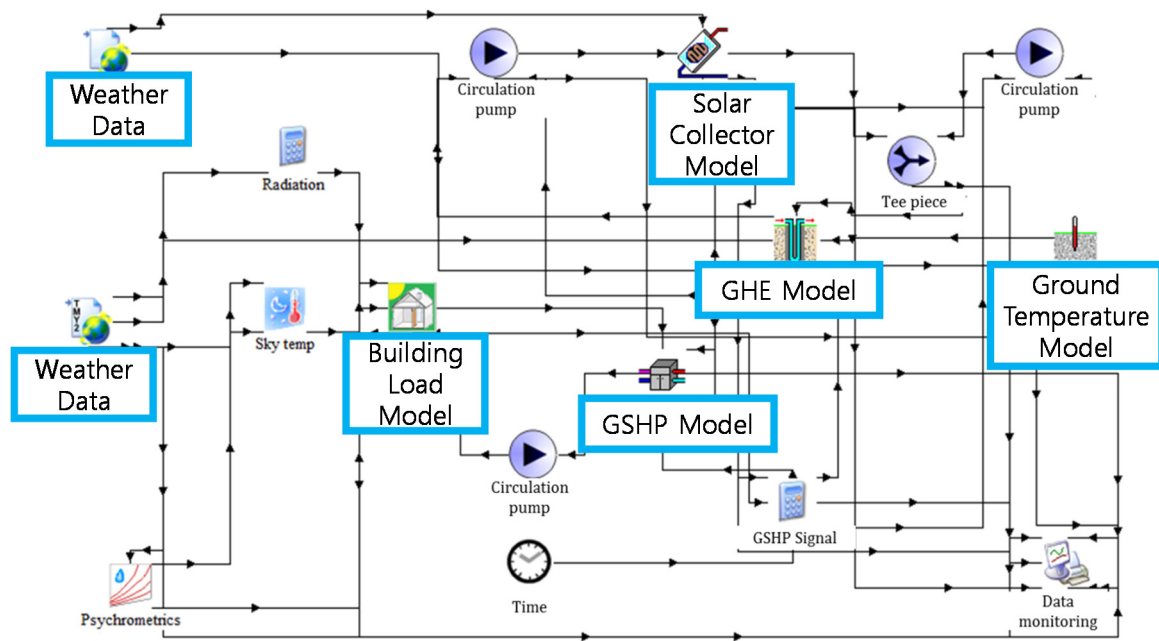 Weather
Data
Circulation
pump
Solar
Collector
Model
Circulation
pump
Radiation
Tee piece
TMY2
Weather
Data
Sky temp
Building
Load
Model
GHE Model
Ground
Temperature
Model
GSHP Model
Circulation
pump
GSHP Signal
Time
Psychrometrics
Data
monitoring